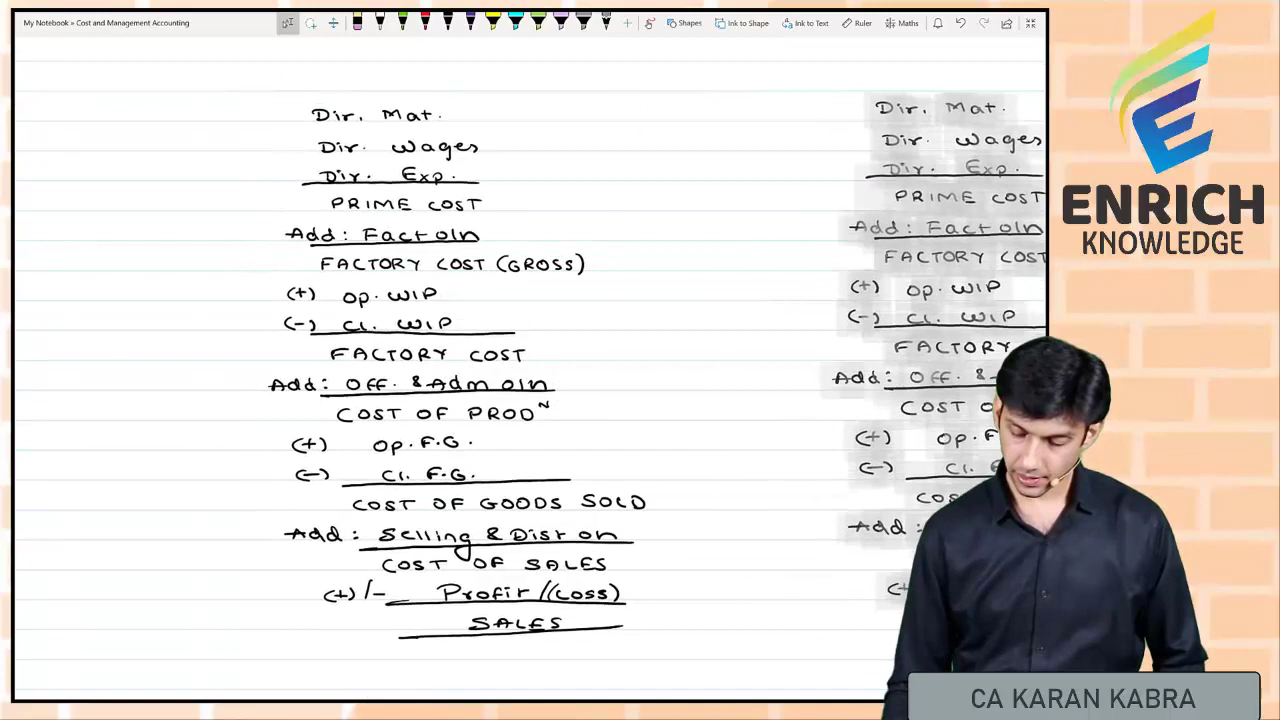 My Notebook » Cost and Management Accounting
Shapes
Ink to Shape
Ink to Text
Ruler
Maths
Dir. Mat.
Dir. Wages
Dir. Exp.
PRIME COST
Add: Fact oln
FACTORY COST (GROSS)
(+) Op. WIP
(-) Cl. WIP
FACTORY COST
Add: Off. & Adm oln
COST OF PRODN
(+) Op. F.G.
(-) Cl. F.G.
COST OF GOODS SOLD
Add: Selling & Dist on
COST OF SALES
(+)/- Profit/(Loss)
SALES
Dir. Mat.
Dir. Wages
Dir. Exp.
PRIME COST
Add: Fact oln
FACTORY COST
(+) Op. WIP
(-) Cl. WIP
FACTORY
Add: Off. &
COST
(+) Op. F
(-) Cl.
Add:
ENRICH
KNOWLEDGE
CA KARAN KABRA